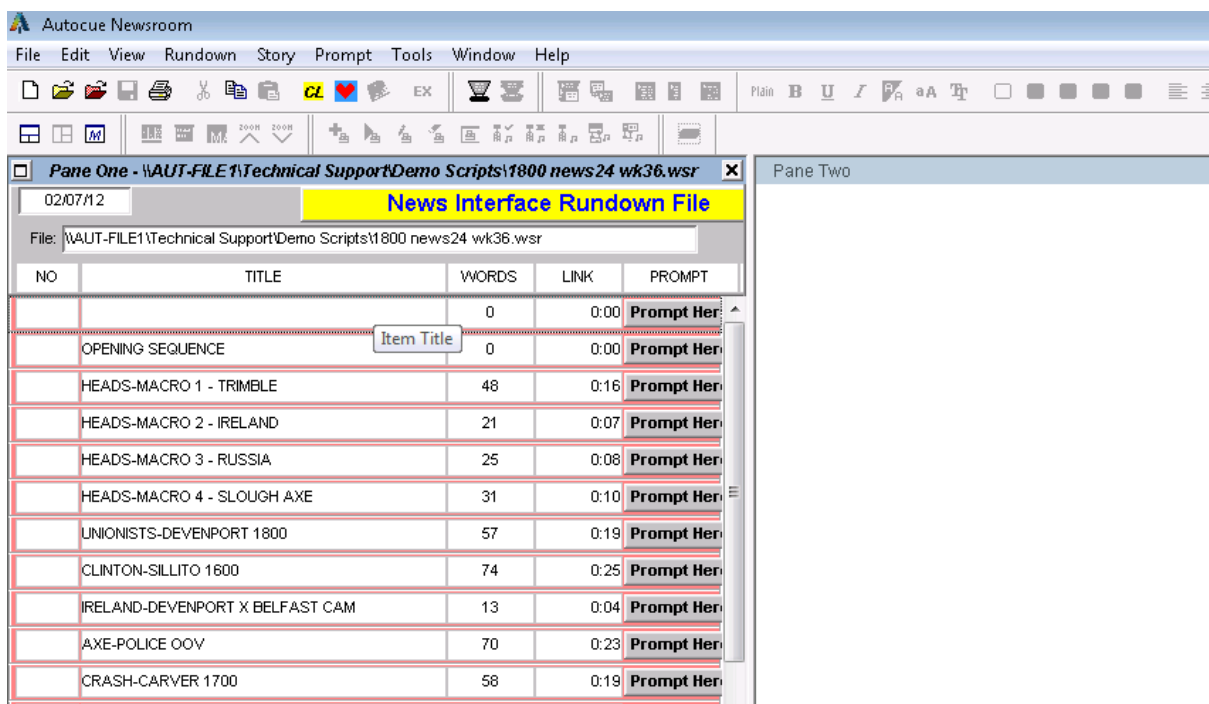 Autocue Newsroom
File Edit View Rundown Story Prompt Tools Window Help
CL EX Plain B U I A aA Tr
M ZOOM ZOOM
Pane One - \\AUT-FILE1\Technical Support\Demo Scripts\1800 news24 wk36.wsr Pane Two
02/07/12 News Interface Rundown File
File: \\AUT-FILE1\Technical Support\Demo Scripts\1800 news24 wk36.wsr
NO TITLE WORDS LINK PROMPT
0 0:00 Prompt Her
Item Title
OPENING SEQUENCE 0 0:00 Prompt Her
HEADS-MACRO 1 - TRIMBLE 48 0:16 Prompt Her
HEADS-MACRO 2 - IRELAND 21 0:07 Prompt Her
HEADS-MACRO 3 - RUSSIA 25 0:08 Prompt Her
HEADS-MACRO 4 - SLOUGH AXE 31 0:10 Prompt Her
UNIONISTS-DEVENPORT 1800 57 0:19 Prompt Her
CLINTON-SILLITO 1600 74 0:25 Prompt Her
IRELAND-DEVENPORT X BELFAST CAM 13 0:04 Prompt Her
AXE-POLICE OOV 70 0:23 Prompt Her
CRASH-CARVER 1700 58 0:19 Prompt Her